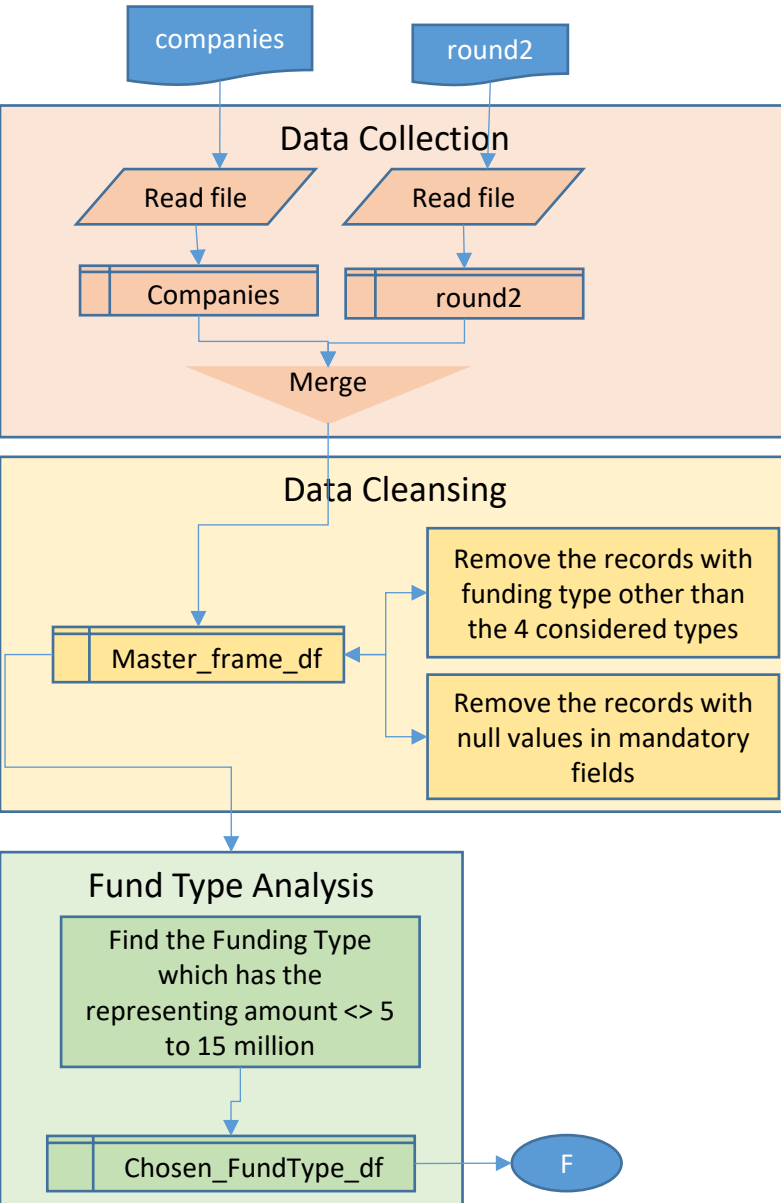 companies
round2
Data Collection
Read file
Read file
Companies
round2
Merge
Data Cleansing
Remove the records with
funding type other than
the 4 considered types
Master_frame_df
Remove the records with
null values in mandatory
fields
Fund Type Analysis
Find the Funding Type
which has the
representing amount <> 5
to 15 million
Chosen_FundType_df
F